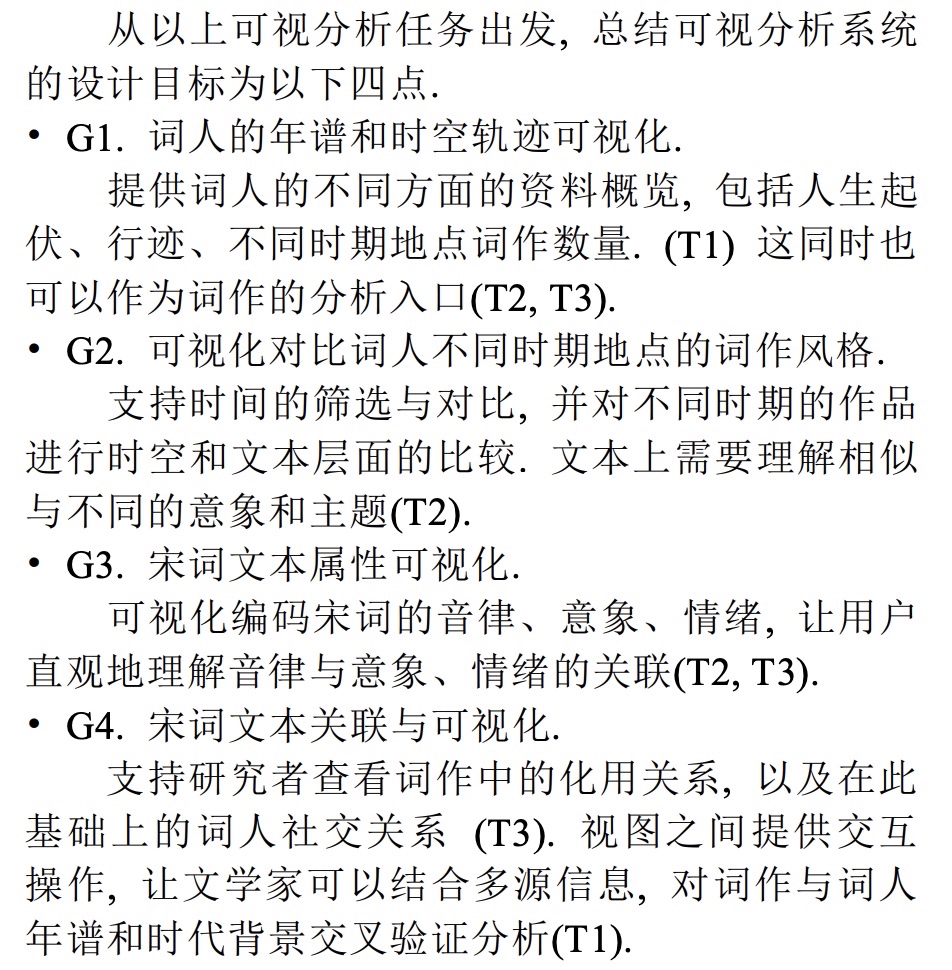 从以上可视分析任务出发, 总结可视分析系统
的设计目标为以下四点.
• G1. 词人的年谱和时空轨迹可视化.
提供词人的不同方面的资料概览, 包括人生起
伏、行迹、不同时期地点词作数量. (T1) 这同时也
可以作为词作的分析入口(T2, T3).
• G2. 可视化对比词人不同时期地点的词作风格.
支持时间的筛选与对比, 并对不同时期的作品
进行时空和文本层面的比较. 文本上需要理解相似
与不同的意象和主题(T2).
• G3. 宋词文本属性可视化.
可视化编码宋词的音律、意象、情绪, 让用户
直观地理解音律与意象、情绪的关联(T2, T3).
• G4. 宋词文本关联与可视化.
支持研究者查看词作中的化用关系, 以及在此
基础上的词人社交关系 (T3). 视图之间提供交互
操作, 让文学家可以结合多源信息, 对词作与词人
年谱和时代背景交叉验证分析(T1).